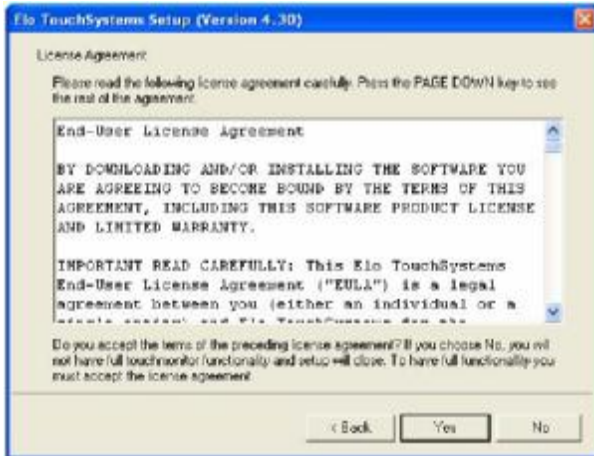 Elo TouchSystems Setup (Version 4.30)
License Agreement
Please read the following license agreement carefully. Press the PAGE DOWN key to see
the rest of the agreement.
End-User License Agreement
BY DOWNLOADING AND/OR INSTALLING THE SOFTWARE YOU
ARE AGREEING TO BECOME BOUND BY THE TERMS OF THIS
AGREEMENT, INCLUDING THIS SOFTWARE PRODUCT LICENSE
AND LIMITED WARRANTY.
IMPORTANT READ CAREFULLY: This Elo TouchSystems
End-User License Agreement ("EULA") is a legal
agreement between you (either an individual or a
Do you accept the terms of the preceding license agreement? If you choose No, you will
not have full touchmonitor functionality and setup will close. To have full functionality you
must accept the license agreement
< Back Yes No